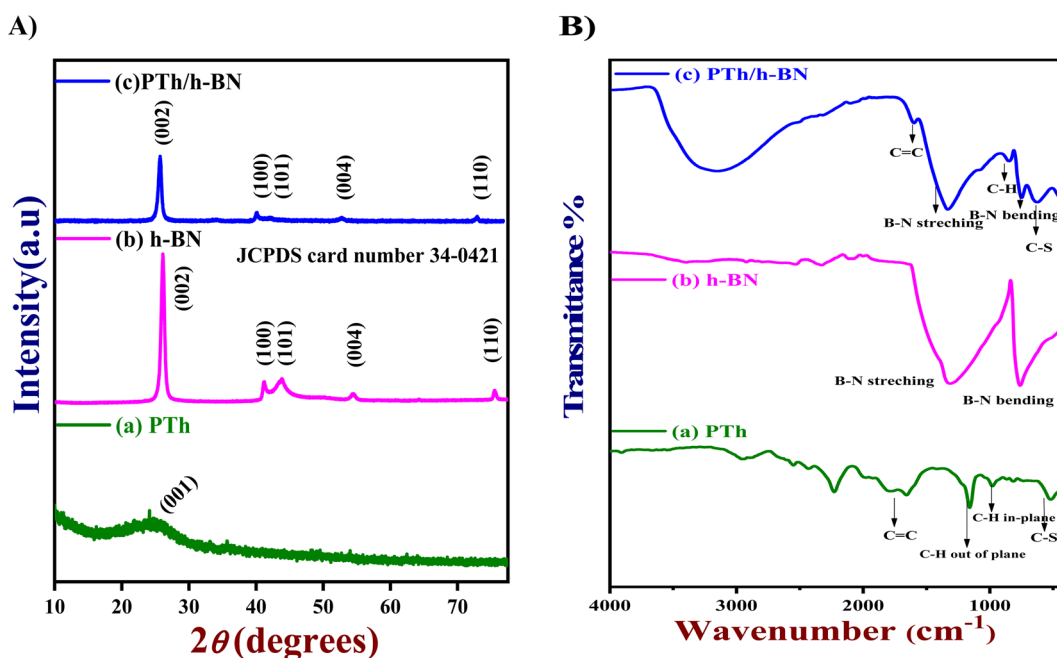 A)
(c)PTh/h-BN
(002)
(100)
(101)
(004)
(110)
(b) h-BN
JCPDS card number 34-0421
(002)
(100)
(101)
(004)
(110)
(a) PTh
(001)
Intensity(a.u)
10 20 30 40 50 60 70
2θ (degrees)
B)
(c) PTh/h-BN
C=C
C-H
B-N streching
B-N bending
C-S
(b) h-BN
B-N streching
B-N bending
(a) PTh
C=C
C-H in-plane
C-S
C-H out of plane
Transmittance %
4000 3000 2000 1000
Wavenumber (cm-1)